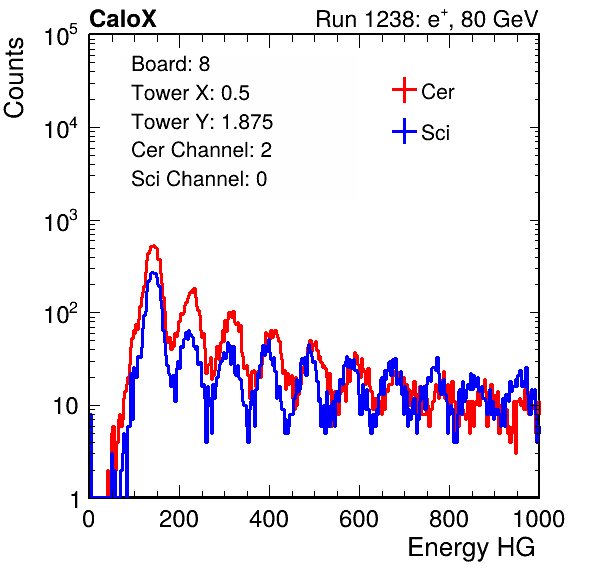 CaloX Run 1238: e⁺, 80 GeV
Counts
Board: 8
Tower X: 0.5
Tower Y: 1.875
Cer Channel: 2
Sci Channel: 0
Cer
Sci
10⁵
10⁴
10³
10²
10
1
0 200 400 600 800 1000
Energy HG